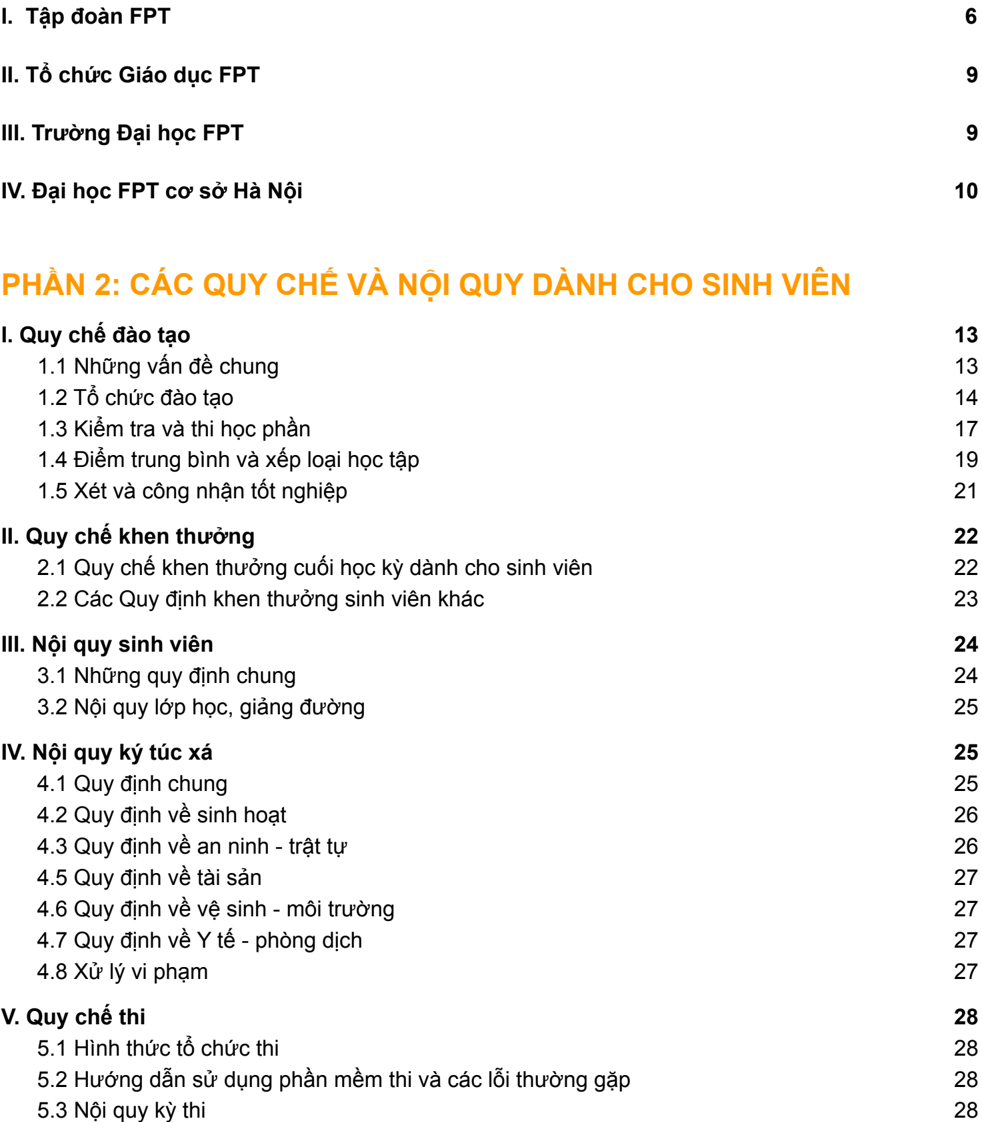 I. Tập đoàn FPT 6
II. Tổ chức Giáo dục FPT 9
III. Trường Đại học FPT 9
IV. Đại học FPT cơ sở Hà Nội 10
PHẦN 2: CÁC QUY CHẾ VÀ NỘI QUY DÀNH CHO SINH VIÊN
I. Quy chế đào tạo 13
1.1 Những vấn đề chung 13
1.2 Tổ chức đào tạo 14
1.3 Kiểm tra và thi học phần 17
1.4 Điểm trung bình và xếp loại học tập 19
1.5 Xét và công nhận tốt nghiệp 21
II. Quy chế khen thưởng 22
2.1 Quy chế khen thưởng cuối học kỳ dành cho sinh viên 22
2.2 Các Quy định khen thưởng sinh viên khác 23
III. Nội quy sinh viên 24
3.1 Những quy định chung 24
3.2 Nội quy lớp học, giảng đường 25
IV. Nội quy ký túc xá 25
4.1 Quy định chung 25
4.2 Quy định về sinh hoạt 26
4.3 Quy định về an ninh - trật tự 26
4.5 Quy định về tài sản 27
4.6 Quy định về vệ sinh - môi trường 27
4.7 Quy định về Y tế - phòng dịch 27
4.8 Xử lý vi phạm 27
V. Quy chế thi 28
5.1 Hình thức tổ chức thi 28
5.2 Hướng dẫn sử dụng phần mềm thi và các lỗi thường gặp 28
5.3 Nội quy kỳ thi 28